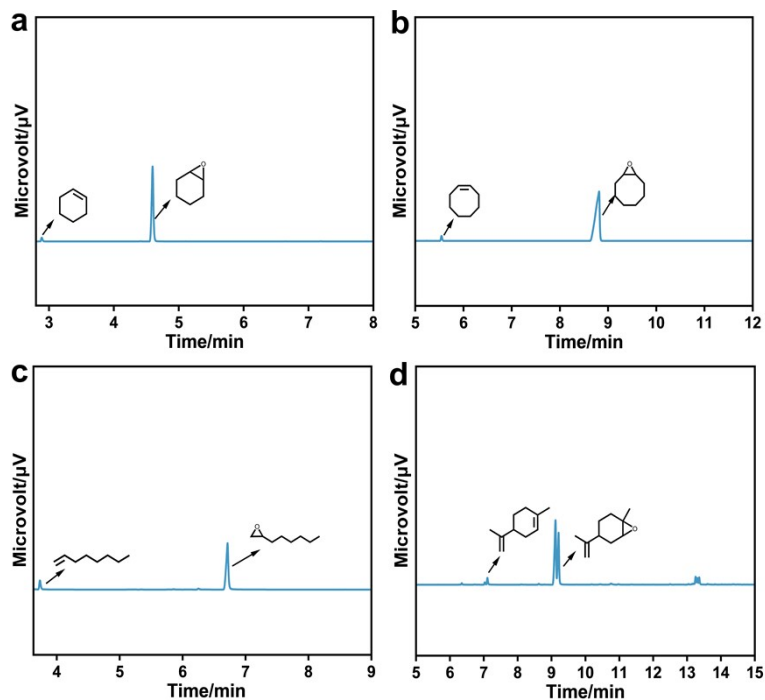 a
Microvolt/μV
O
3 4 5 6 7 8
Time/min
b
Microvolt/μV
O
5 6 7 8 9 10 11 12
Time/min
c
Microvolt/μV
O
4 5 6 7 8 9
Time/min
d
Microvolt/μV
O
5 6 7 8 9 10 11 12 13 14 15
Time/min